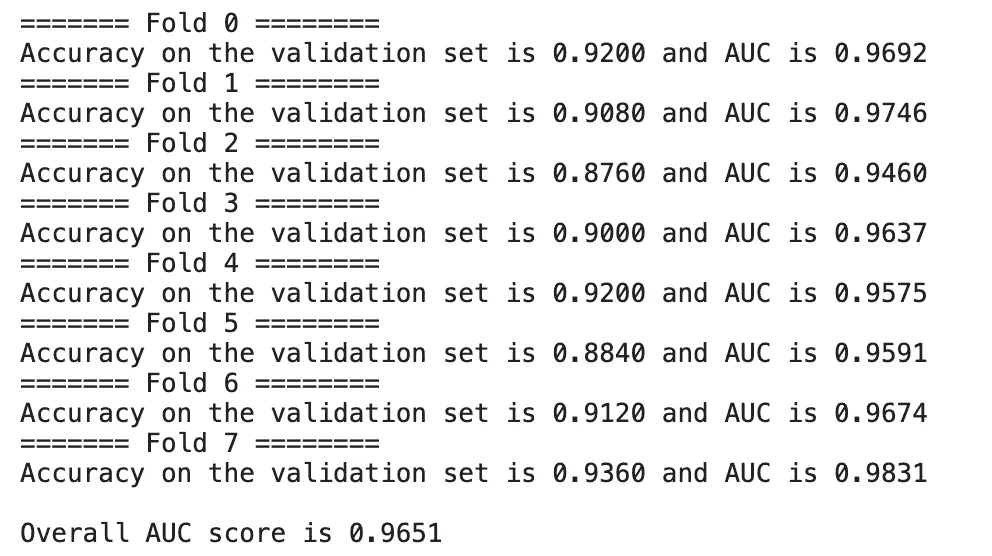 ======= Fold 0 ========
Accuracy on the validation set is 0.9200 and AUC is 0.9692
======= Fold 1 ========
Accuracy on the validation set is 0.9080 and AUC is 0.9746
======= Fold 2 ========
Accuracy on the validation set is 0.8760 and AUC is 0.9460
======= Fold 3 ========
Accuracy on the validation set is 0.9000 and AUC is 0.9637
======= Fold 4 ========
Accuracy on the validation set is 0.9200 and AUC is 0.9575
======= Fold 5 ========
Accuracy on the validation set is 0.8840 and AUC is 0.9591
======= Fold 6 ========
Accuracy on the validation set is 0.9120 and AUC is 0.9674
======= Fold 7 ========
Accuracy on the validation set is 0.9360 and AUC is 0.9831
Overall AUC score is 0.9651